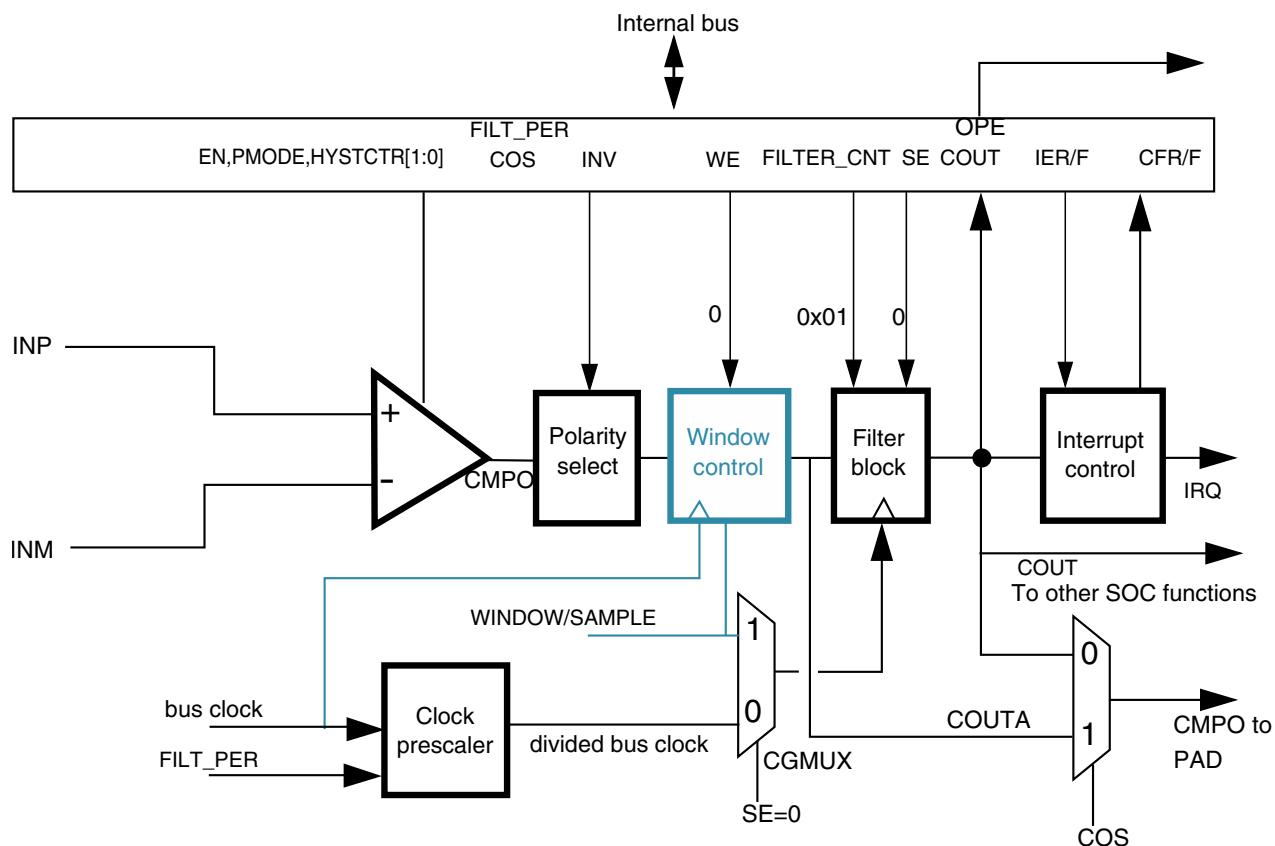 Internal bus
OPE
FILT_PER
EN,PMODE,HYSTCTR[1:0]
COS
INV
WE
FILTER_CNT
SE
COUT
IER/F
CFR/F
0
0x01
0
INP
+
-
INM
CMPO
Polarity
select
Window
control
Filter
block
Interrupt
control
IRQ
COUT
To other SOC functions
WINDOW/SAMPLE
1
0
CGMUX
SE=0
bus clock
FILT_PER
Clock
prescaler
divided bus clock
COUTA
0
1
CMPO to
PAD
COS